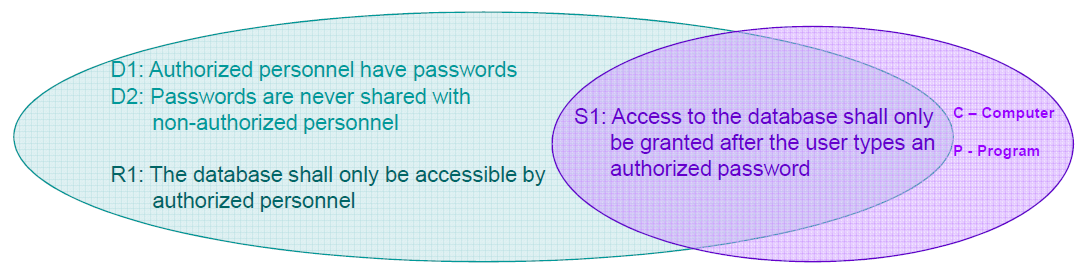 D1: Authorized personnel have passwords
D2: Passwords are never shared with
non-authorized personnel
R1: The database shall only be accessible by
authorized personnel
S1: Access to the database shall only
be granted after the user types an
authorized password
C – Computer
P - Program